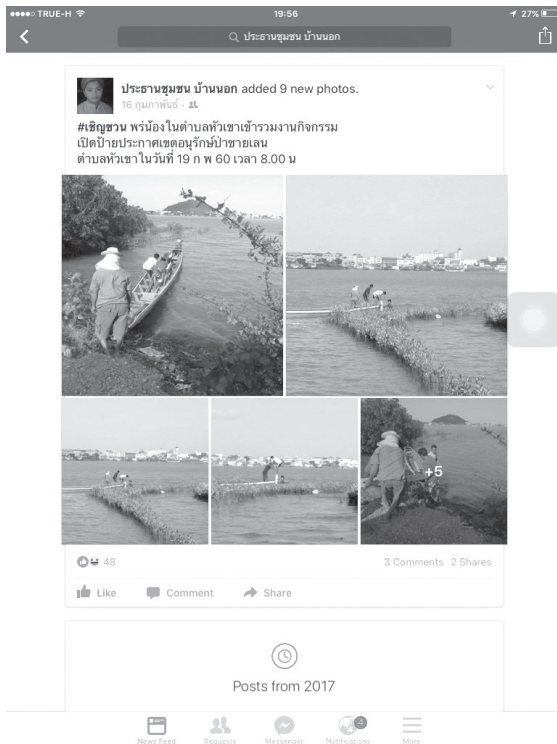 TRUE-H 19:56 27%
ประธานชุมชน บ้านนอก
ประธานชุมชน บ้านนอก added 9 new photos.
16 กุมภาพันธ์ ·
#เชิญชวน พร่น้องในตำบลหัวเขาเข้ารวมงานกิจกรรม
เปิดป้ายประกาศเขตอนุรักษ์ป่าชายเลน
ตำบลหัวเขาในวันที่ 19 ก พ 60 เวลา 8.00 น
+5
48 3 Comments 2 Shares
Like Comment Share
Posts from 2017
4
News Feed Requests Messenger Notifications More